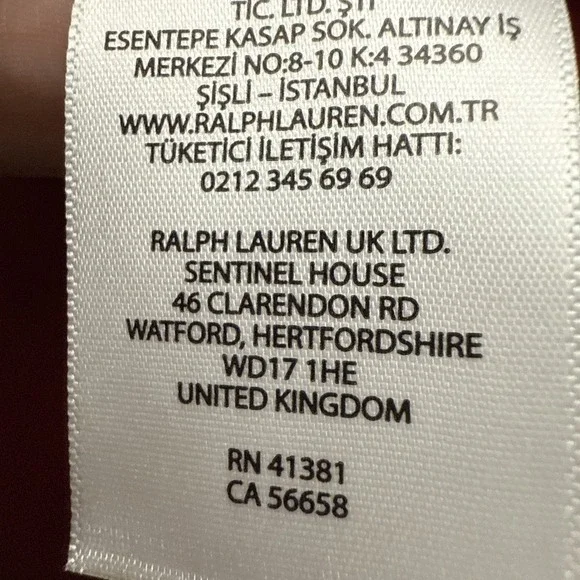 TİC. LTD. ŞTİ
ESENTEPE KASAP SOK. ALTINAY İŞ
MERKEZİ NO:8-10 K:4 34360
ŞİŞLİ – İSTANBUL
WWW.RALPHLAUREN.COM.TR
TÜKETİCİ İLETİŞİM HATTI:
0212 345 69 69
RALPH LAUREN UK LTD.
SENTINEL HOUSE
46 CLARENDON RD
WATFORD, HERTFORDSHIRE
WD17 1HE
UNITED KINGDOM
RN 41381
CA 56658